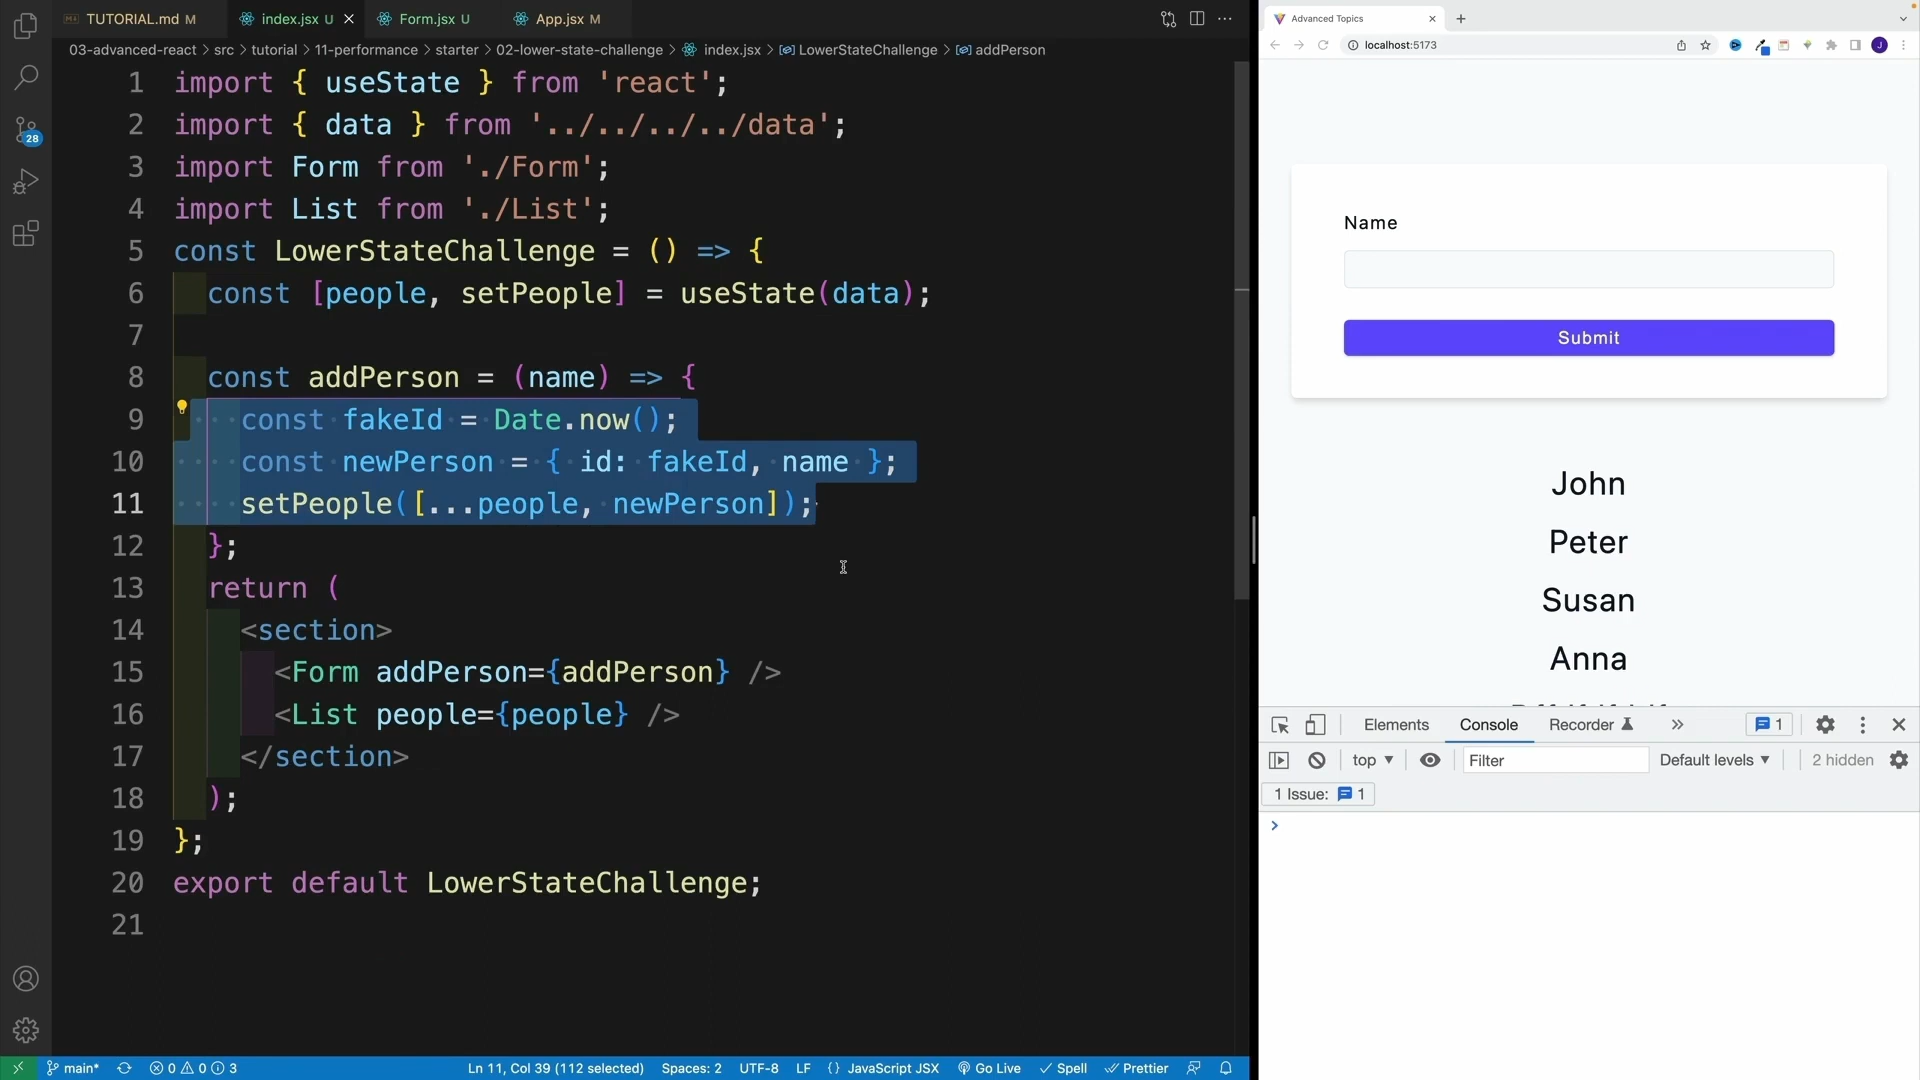 TUTORIAL.md M
index.jsx U
Form.jsx U
App.jsx M
03-advanced-react > src > tutorial > 11-performance > starter > 02-lower-state-challenge > index.jsx > LowerStateChallenge > addPerson
1 import { useState } from 'react';
2 import { data } from '../../../../data';
3 import Form from './Form';
4 import List from './List';
5 const LowerStateChallenge = () => {
6 const [people, setPeople] = useState(data);
7
8 const addPerson = (name) => {
9 const fakeId = Date.now();
10 const newPerson = { id: fakeId, name };
11 setPeople([...people, newPerson]);
12 };
13 return (
14 <section>
15 <Form addPerson={addPerson} />
16 <List people={people} />
17 </section>
18 );
19 };
20 export default LowerStateChallenge;
21
28
main*
0 0 3
Ln 11, Col 39 (112 selected)
Spaces: 2
UTF-8
LF
{} JavaScript JSX
Go Live
Spell
Prettier
Advanced Topics
localhost:5173
J
Name
Submit
John
Peter
Susan
Anna
Elements
Console
Recorder
1
top
Filter
Default levels
2 hidden
1 Issue: 1